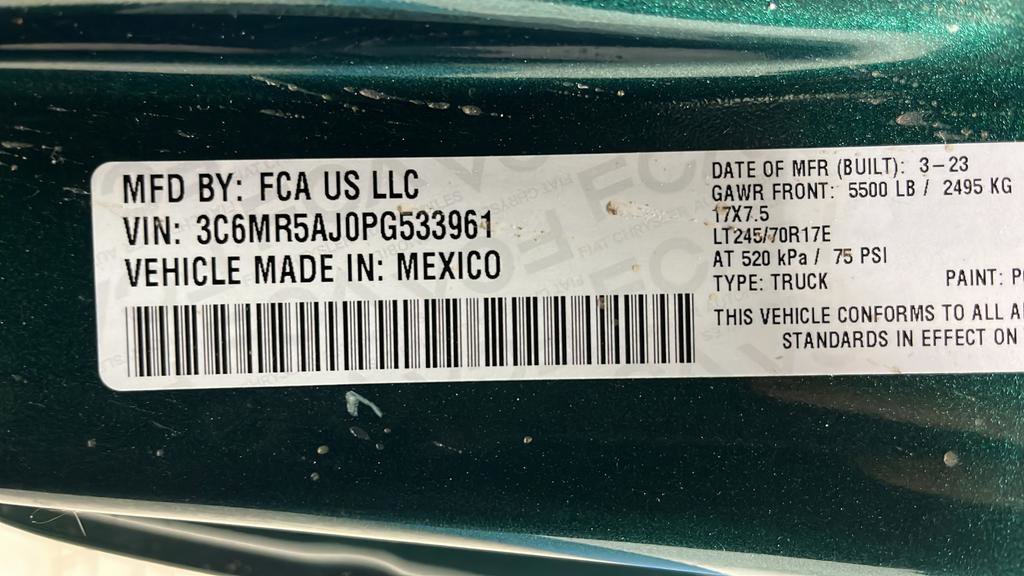 MFD BY: FCA US LLC
VIN: 3C6MR5AJ0PG533961
VEHICLE MADE IN: MEXICO
DATE OF MFR (BUILT): 3-23
GAWR FRONT: 5500 LB / 2495 KG
17X7.5
LT245/70R17E
AT 520 kPa / 75 PSI
TYPE: TRUCK PAINT:
THIS VEHICLE CONFORMS TO ALL
STANDARDS IN EFFECT ON